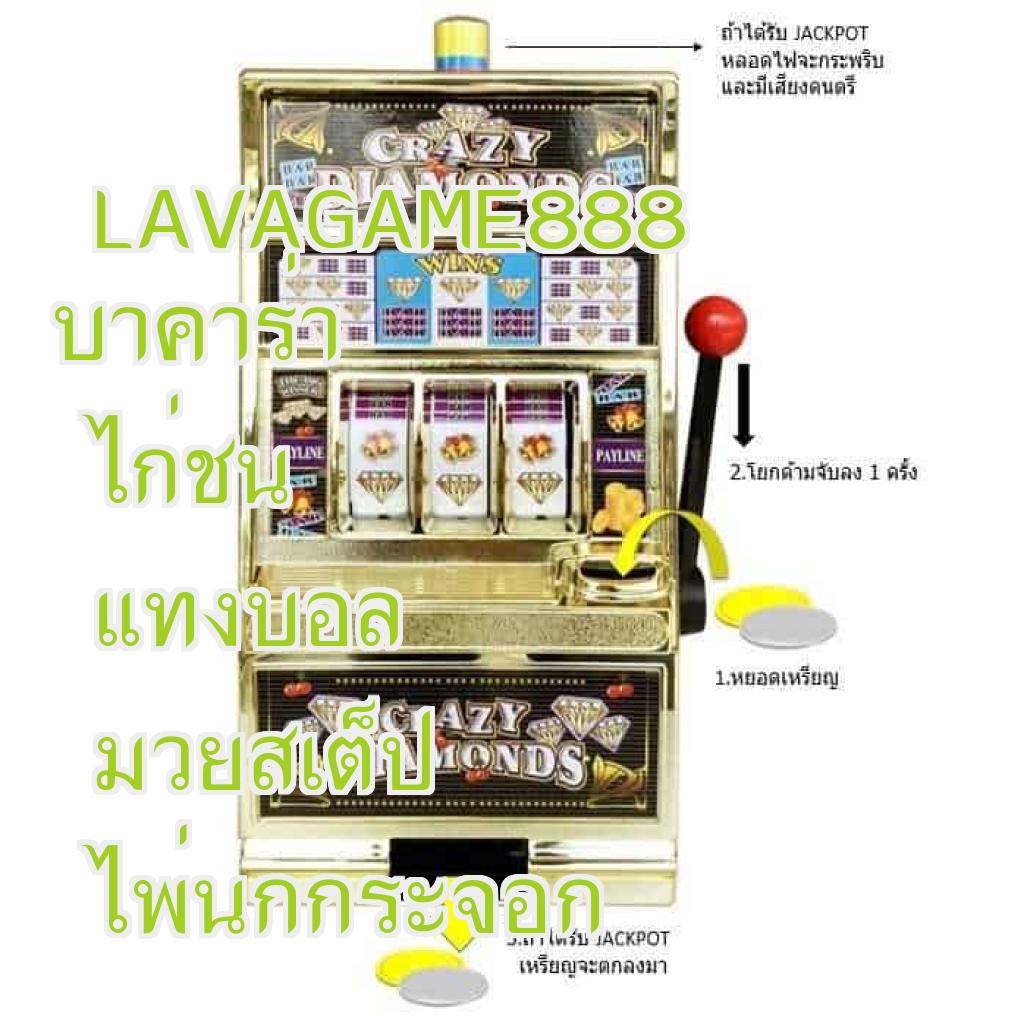 ถ้าได้รับ JACKPOT
หลอดไฟจะกระพริบ
และมีเสียงดนตรี
CRAZY
DIAMONDS
LAVAGAME888
WINS
บาคาร่า
ไก่ชน
PAYLINE
2.โยกด้ามจับลง 1 ครั้ง
แทงบอล
1.หยอดเหรียญ
CRAZY
DIAMONDS
มวยสเต็ป
ไพ่นกกระจอก
3.ถ้าได้รับ JACKPOT
เหรียญจะตกลงมา